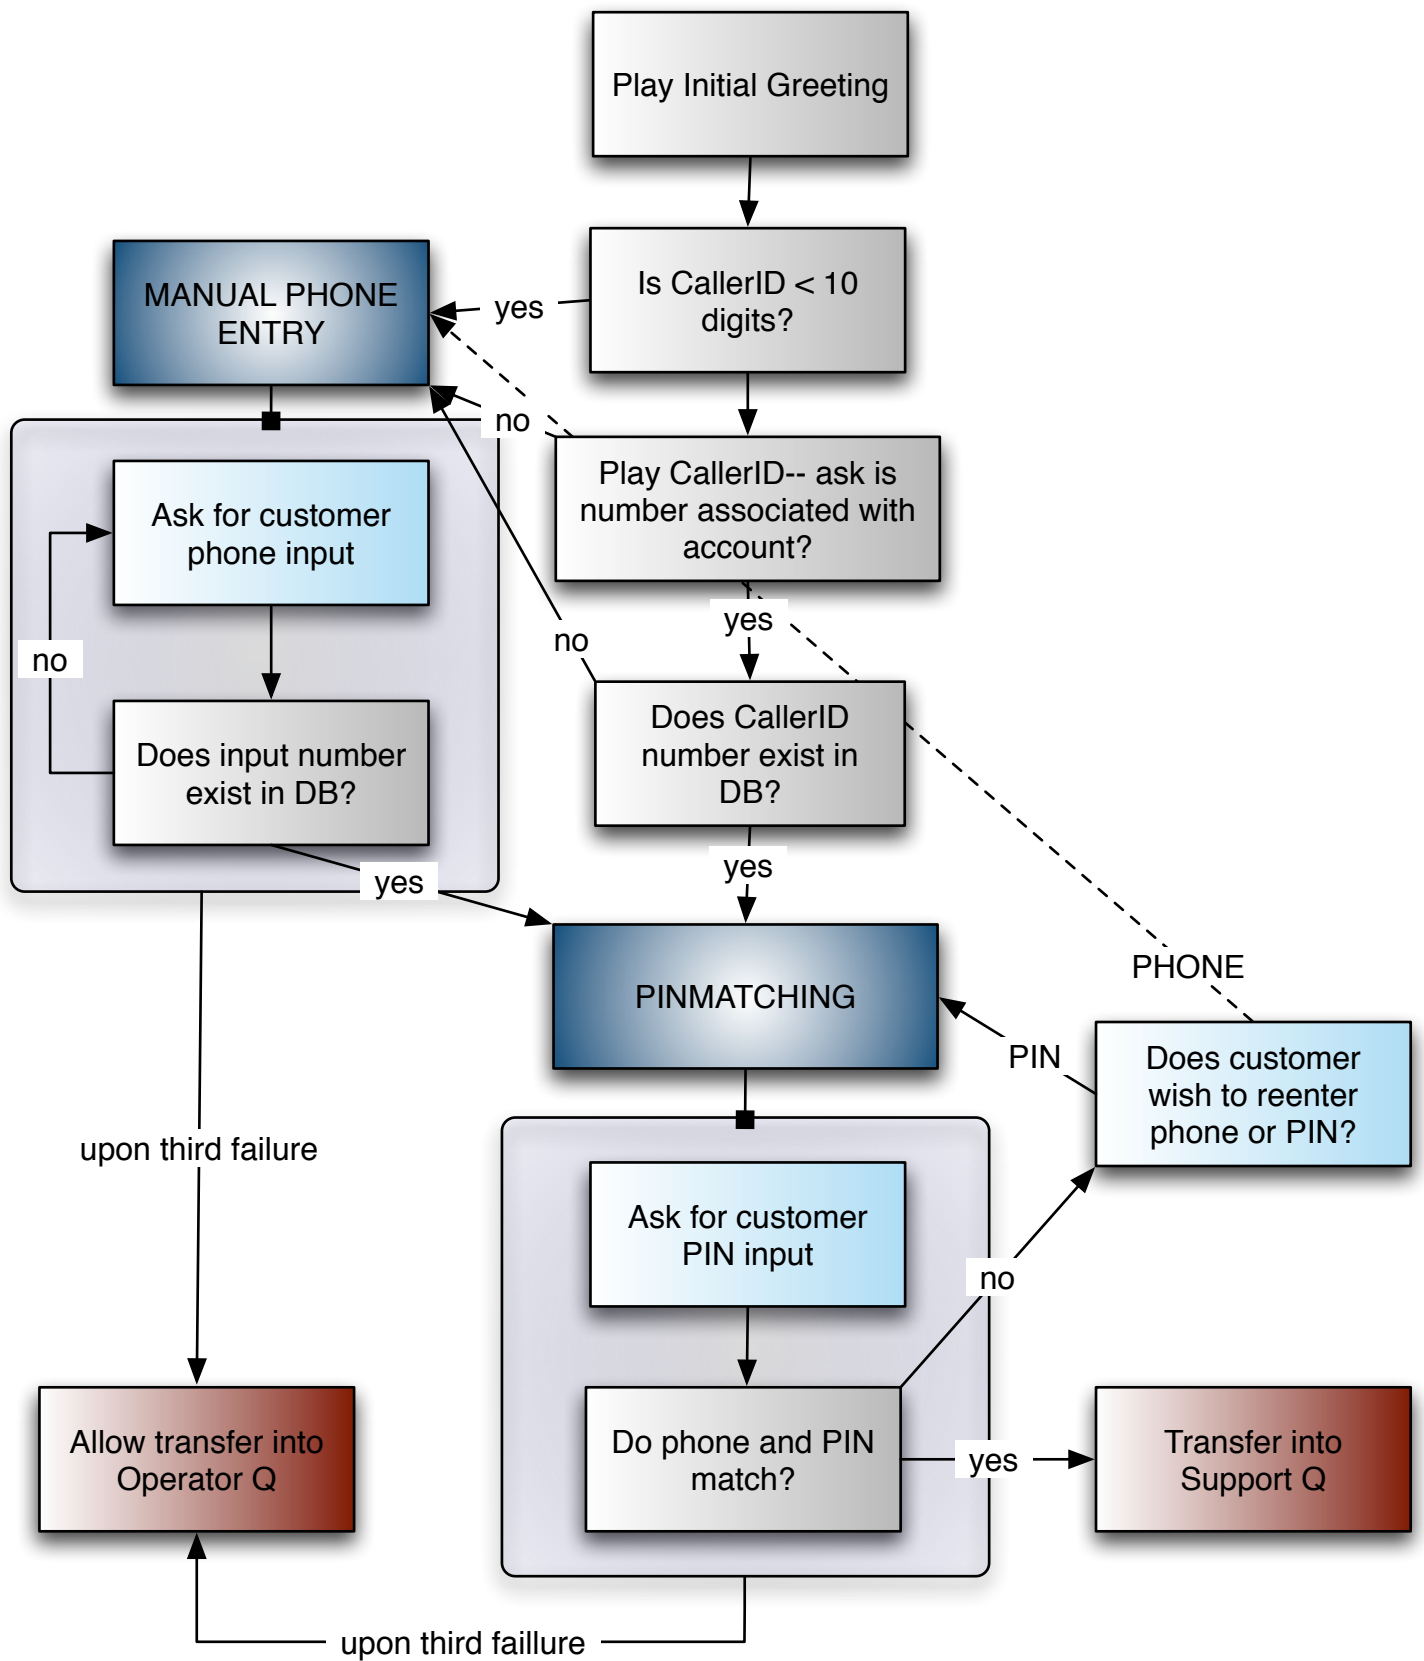 Play Initial Greeting
Is CallerID < 10
digits?
yes
MANUAL PHONE
ENTRY
no
Play CallerID-- ask is
number associated with
account?
Ask for customer
phone input
yes
no
no
Does CallerID
number exist in
DB?
Does input number
exist in DB?
yes
yes
PINMATCHING
PHONE
PIN
Does customer
wish to reenter
phone or PIN?
upon third failure
Ask for customer
PIN input
no
Allow transfer into
Operator Q
Do phone and PIN
match?
yes
Transfer into
Support Q
upon third faillure